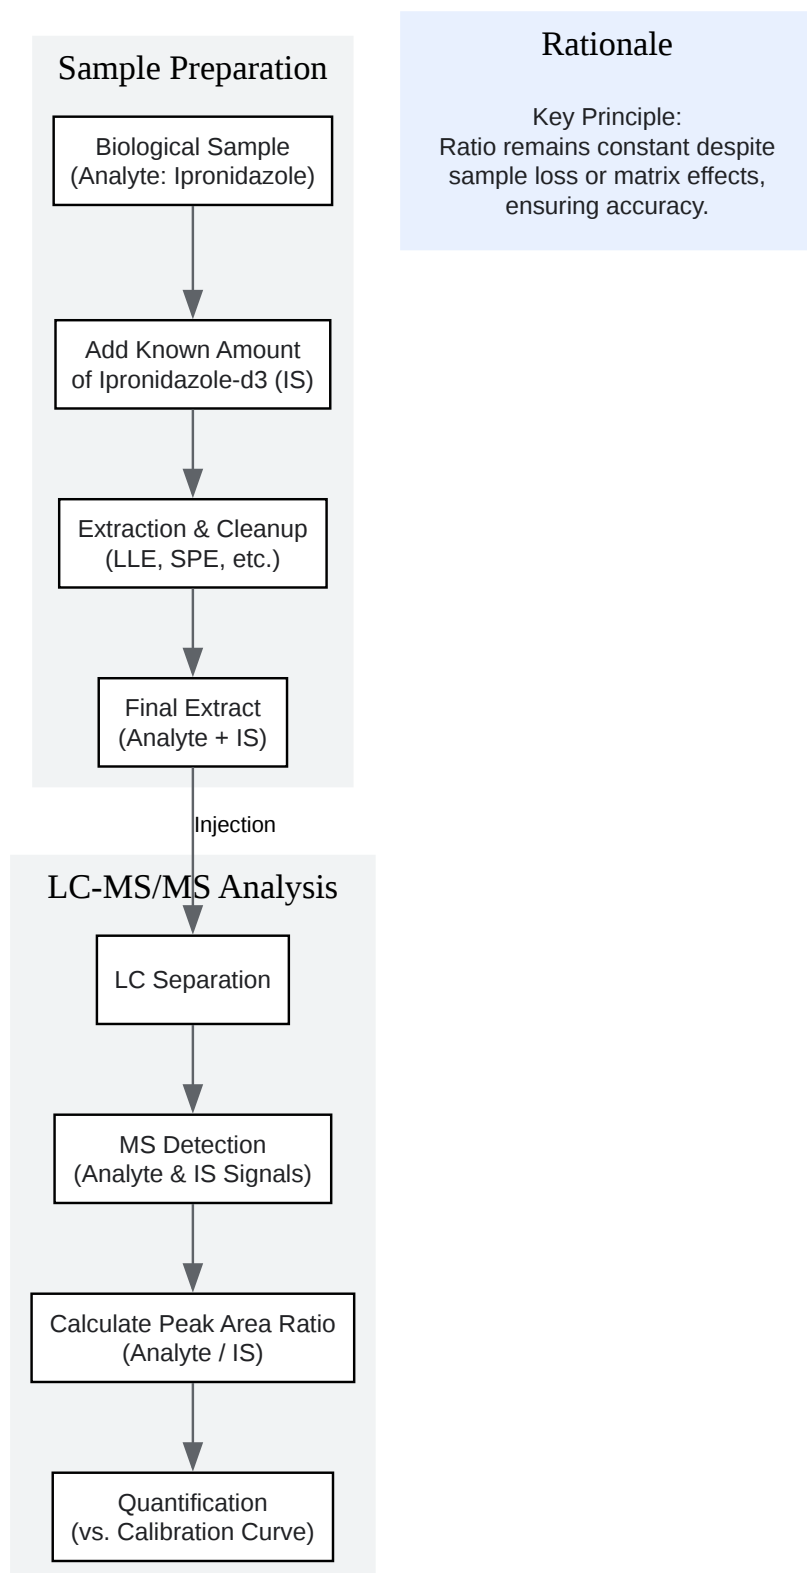 Sample Preparation
Biological Sample
(Analyte: Ipronidazole)
Add Known Amount
of Ipronidazole-d3 (IS)
Extraction & Cleanup
(LLE, SPE, etc.)
Final Extract
(Analyte + IS)
Injection
LC-MS/MS Analysis
LC Separation
MS Detection
(Analyte & IS Signals)
Calculate Peak Area Ratio
(Analyte / IS)
Quantification
(vs. Calibration Curve)
Rationale
Key Principle:
Ratio remains constant despite
sample loss or matrix effects,
ensuring accuracy.